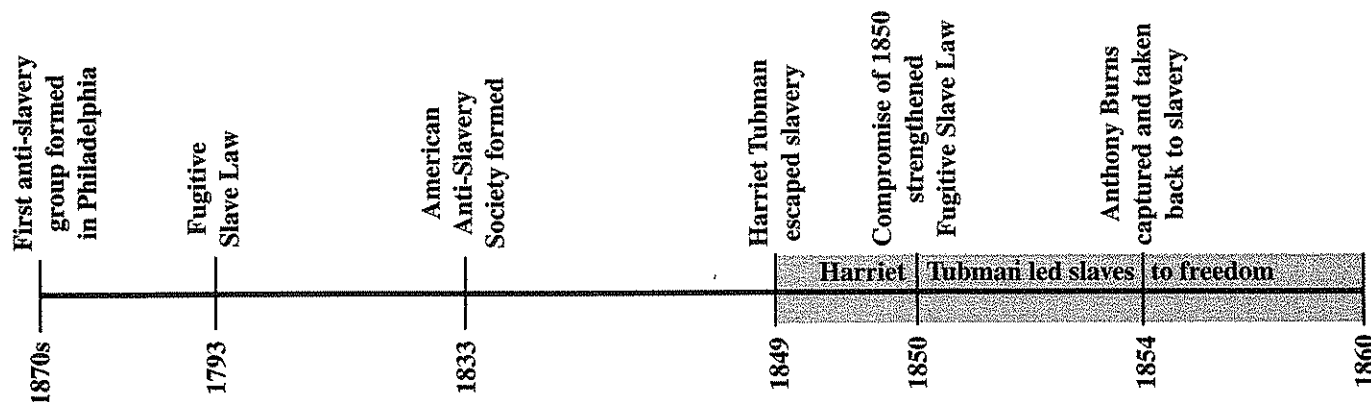 First anti-slavery
group formed
in Philadelphia
Fugitive
Slave Law
American
Anti-Slavery
Society formed
Harriet Tubman
escaped slavery
Compromise of 1850
strengthened
Fugitive Slave Law
Anthony Burns
captured and taken
back to slavery
Harriet Tubman led slaves to freedom
1870s
1793
1833
1849
1850
1854
1860